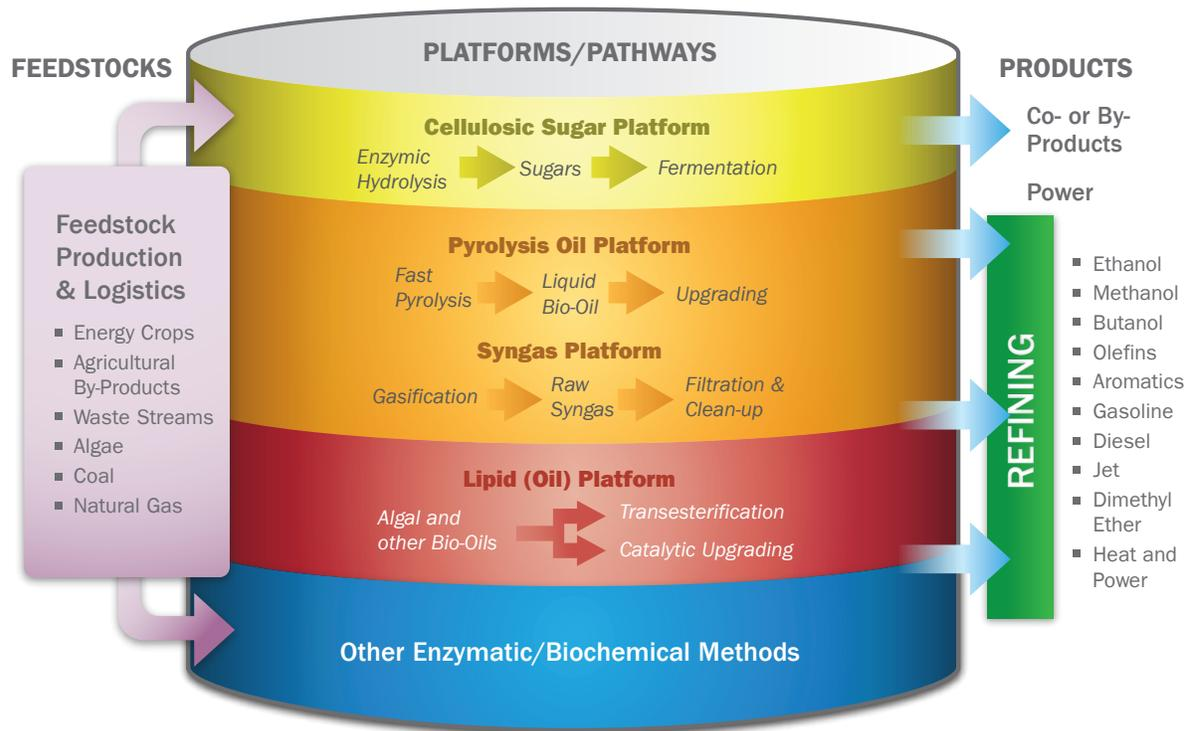 FEEDSTOCKS
Feedstock
Production
& Logistics
Energy Crops
Agricultural
By-Products
Waste Streams
Algae
Coal
Natural Gas
PLATFORMS/PATHWAYS
Cellulosic Sugar Platform
Enzymic
Hydrolysis
Sugars
Fermentation
Pyrolysis Oil Platform
Fast
Pyrolysis
Liquid
Bio-Oil
Upgrading
Syngas Platform
Gasification
Raw
Syngas
Filtration &
Clean-up
Lipid (Oil) Platform
Algal and
other Bio-Oils
Transesterification
Catalytic Upgrading
Other Enzymatic/Biochemical Methods
PRODUCTS
Co- or By-
Products
Power
REFINING
Ethanol
Methanol
Butanol
Olefins
Aromatics
Gasoline
Diesel
Jet
Dimethyl
Ether
Heat and
Power